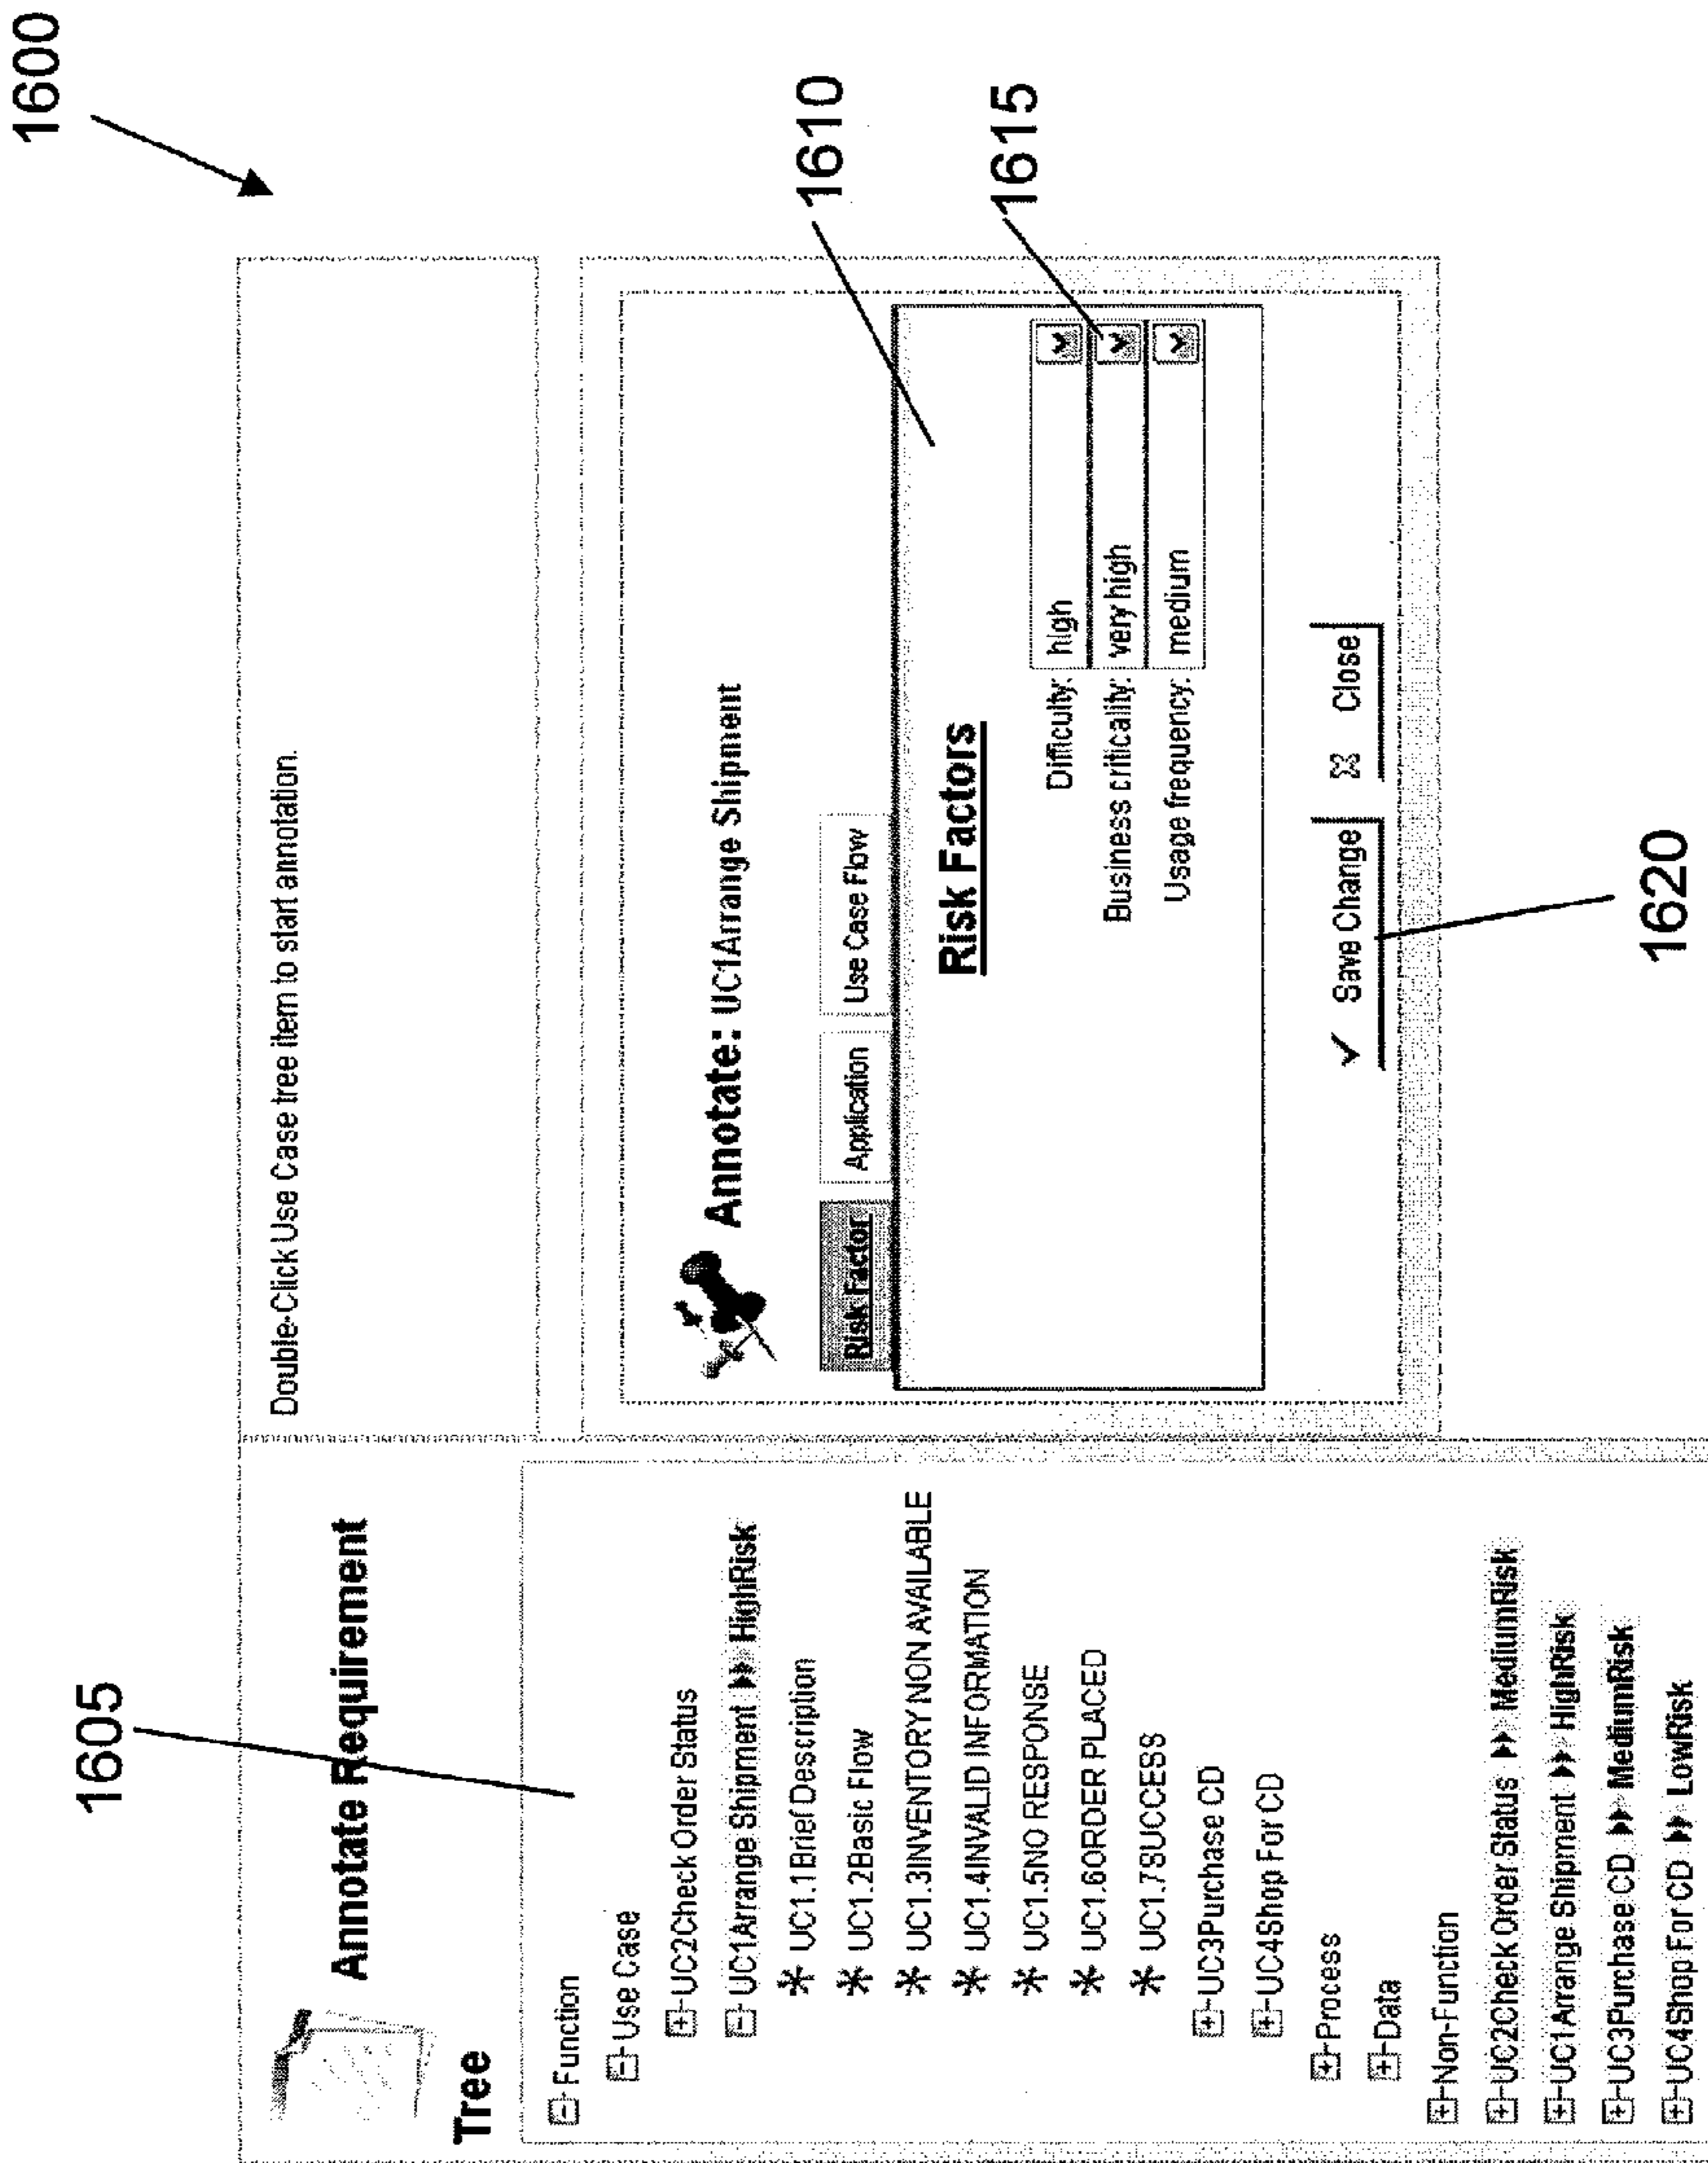 1600
1605
Annotate Requirement
Tree
Function
Use Case
UC2Check Order Status
UC1Arrange Shipment HighRisk
UC1.1Brief Description
UC1.2Basic Flow
UC1.3INVENTORY NON AVAILABLE
UC1.4INVALID INFORMATION
UC1.5NO RESPONSE
UC1.6ORDER PLACED
UC1.7SUCCESS
UC3Purchase CD
UC4Shop For CD
Process
Data
Non-Function
UC2Check Order Status MediumRisk
UC1Arrange Shipment HighRisk
UC3Purchase CD MediumRisk
UC4Shop For CD LowRisk
Double-Click Use Case tree item to start annotation.
Annotate: UC1Arrange Shipment
Risk Factor Application Use Case Flow
1610
Risk Factors
Difficulty: high
Business criticality: very high
1615
Usage frequency: medium
Save Change Close
1620